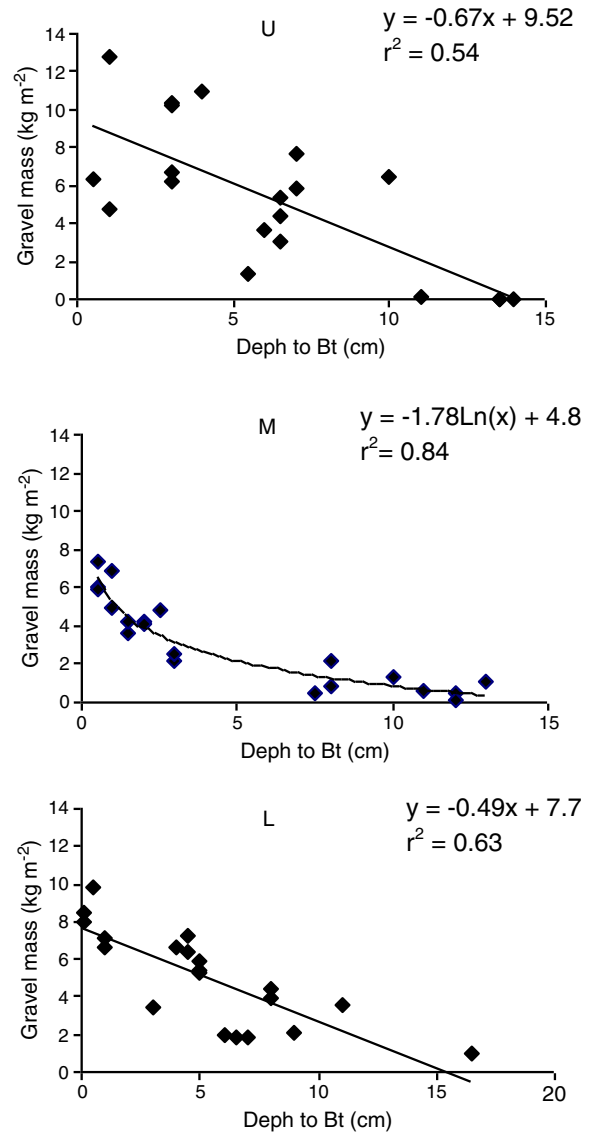 U
y = -0.67x + 9.52
r² = 0.54
Gravel mass (kg m⁻²)
14
12
10
8
6
4
2
0
0 5 10 15
Deph to Bt (cm)
M
y = -1.78Ln(x) + 4.8
r²= 0.84
Gravel mass (kg m⁻²)
14
12
10
8
6
4
2
0
0 5 10 15
Deph to Bt (cm)
L
y = -0.49x + 7.7
r² = 0.63
Gravel mass (kg m⁻²)
14
12
10
8
6
4
2
0
0 5 10 15 20
Deph to Bt (cm)